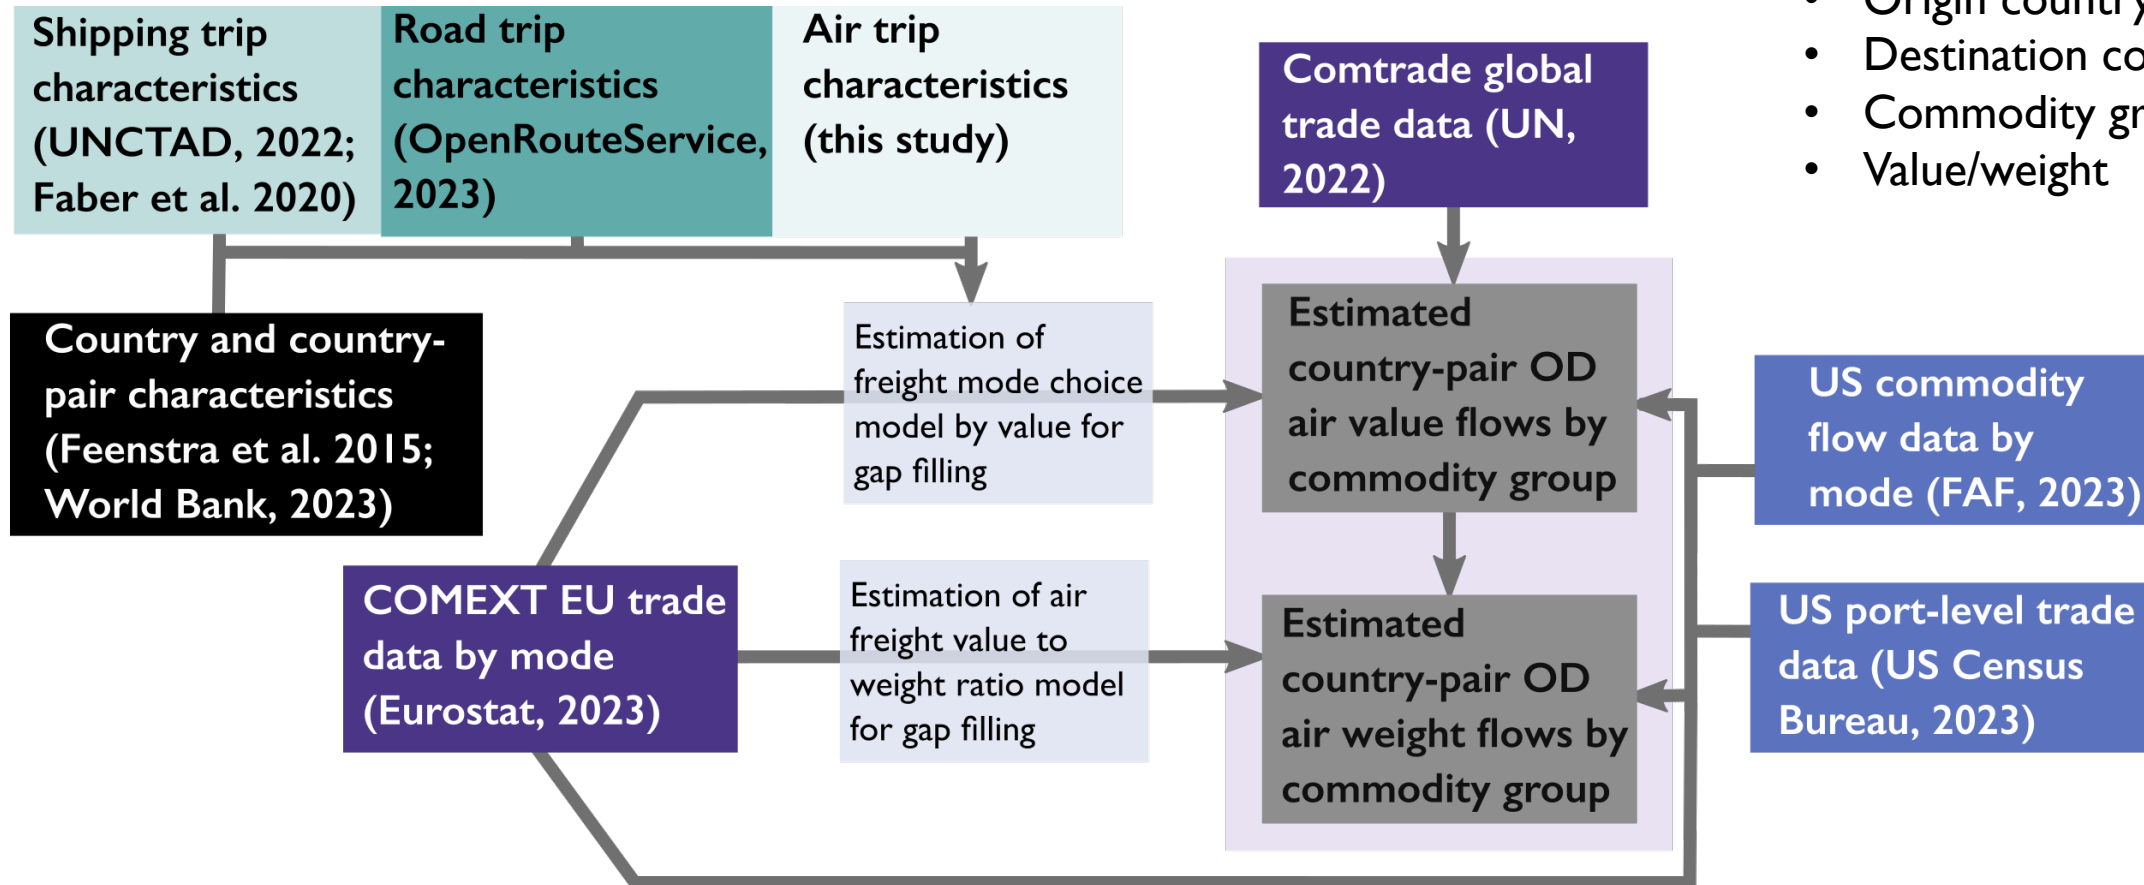 Shipping trip
characteristics
(UNCTAD, 2022;
Faber et al. 2020)
Road trip
characteristics
(OpenRouteService,
2023)
Air trip
characteristics
(this study)
Comtrade global
trade data (UN,
2022)
• Origin country
• Destination co
• Commodity gr
• Value/weight
Country and country-
pair characteristics
(Feenstra et al. 2015;
World Bank, 2023)
Estimation of
freight mode choice
model by value for
gap filling
Estimated
country-pair OD
air value flows by
commodity group
US commodity
flow data by
mode (FAF, 2023)
COMEXT EU trade
data by mode
(Eurostat, 2023)
Estimation of air
freight value to
weight ratio model
for gap filling
Estimated
country-pair OD
air weight flows by
commodity group
US port-level trade
data (US Census
Bureau, 2023)